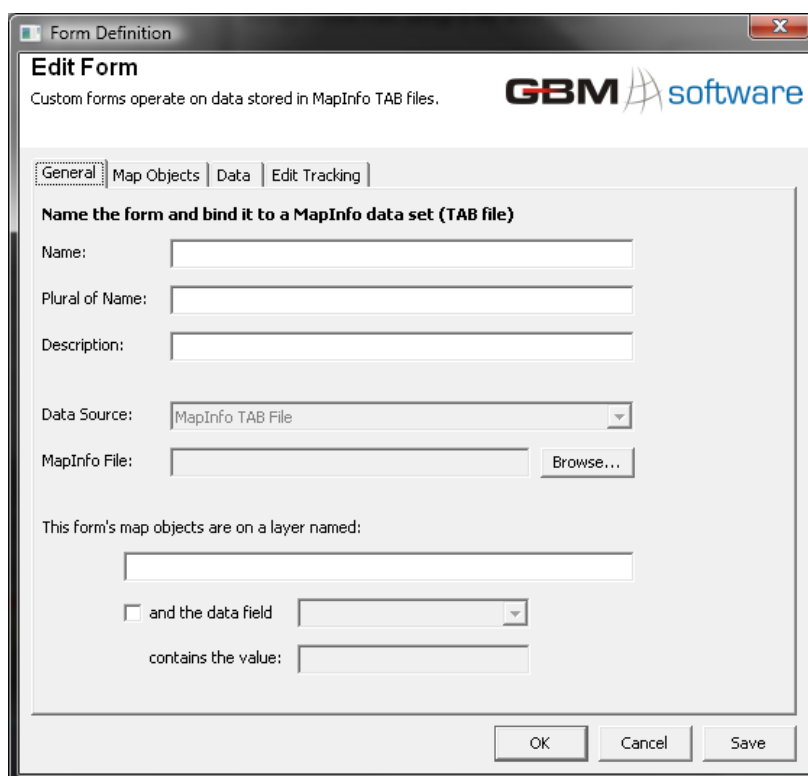 Form Definition
Edit Form
Custom forms operate on data stored in MapInfo TAB files.
GBM software
General Map Objects Data Edit Tracking
Name the form and bind it to a MapInfo data set (TAB file)
Name:
Plural of Name:
Description:
Data Source: MapInfo TAB File
MapInfo File: Browse...
This form's map objects are on a layer named:
and the data field
contains the value:
OK Cancel Save